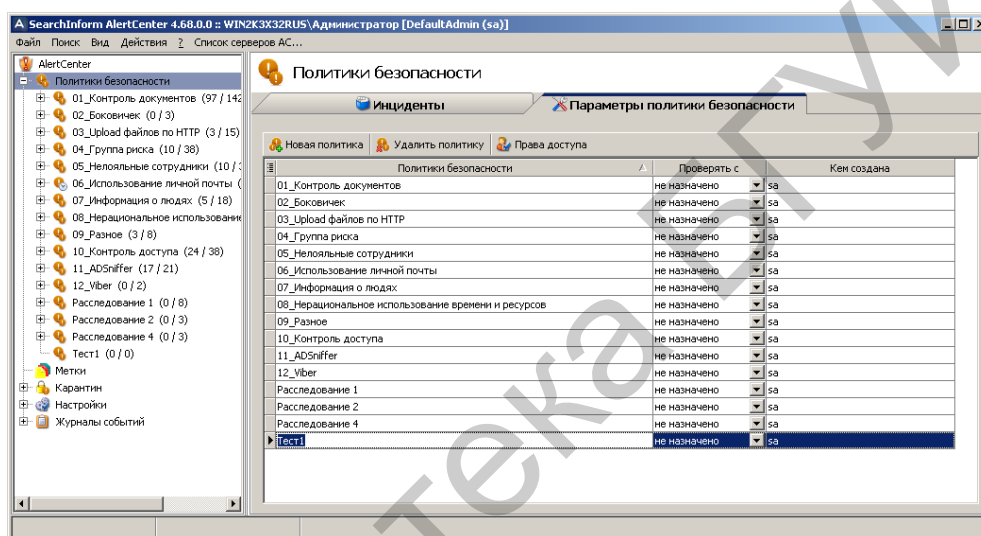 SearchInform AlertCenter 4.68.0.0 :: WIN2K3X32RUS\Администратор [DefaultAdmin (sa)]
Файл Поиск Вид Действия ? Список серверов AC...
AlertCenter
Политики безопасности
01_Контроль документов (97 / 142
02_Боковичек (0 / 3)
03_Upload файлов по HTTP (3 / 15)
04_Группа риска (10 / 38)
05_Нелояльные сотрудники (10 /
06_Использование личной почты (
07_Информация о людях (5 / 18)
08_Нерациональное использование
09_Разное (3 / 8)
10_Контроль доступа (24 / 38)
11_ADSniffer (17 / 21)
12_Viber (0 / 2)
Расследование 1 (0 / 8)
Расследование 2 (0 / 3)
Расследование 4 (0 / 3)
Тест1 (0 / 0)
Метки
Карантин
Настройки
Журналы событий
Политики безопасности
Инциденты Параметры политики безопасности
Новая политика Удалить политику Права доступа
Политики безопасности Проверять с Кем создана
01_Контроль документов не назначено sa
02_Боковичек не назначено sa
03_Upload файлов по HTTP не назначено sa
04_Группа риска не назначено sa
05_Нелояльные сотрудники не назначено sa
06_Использование личной почты не назначено sa
07_Информация о людях не назначено sa
08_Нерациональное использование времени и ресурсов не назначено sa
09_Разное не назначено sa
10_Контроль доступа не назначено sa
11_ADSniffer не назначено sa
12_Viber не назначено sa
Расследование 1 не назначено sa
Расследование 2 не назначено sa
Расследование 4 не назначено sa
Тест1 не назначено sa